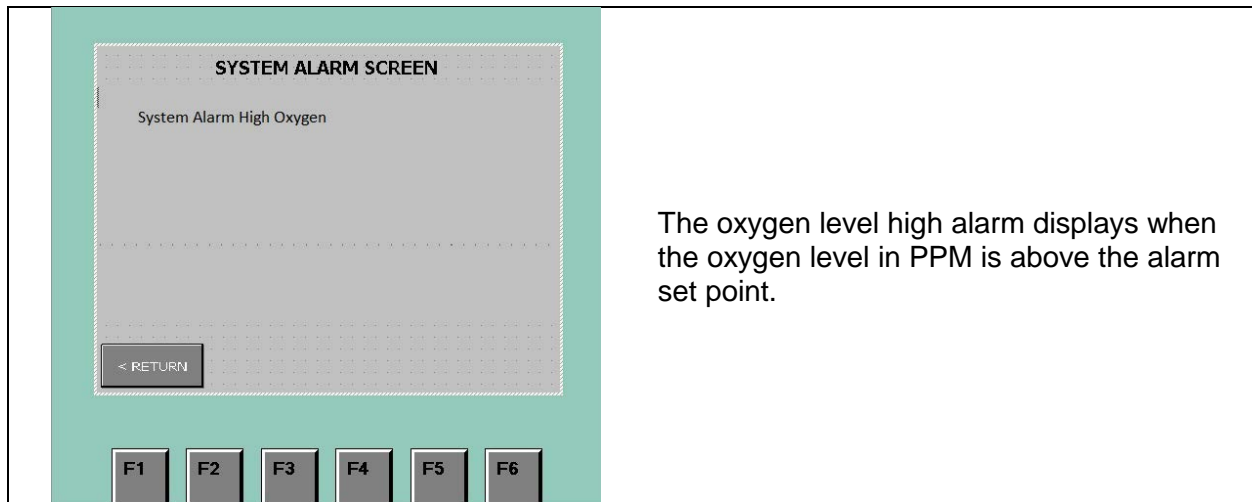 SYSTEM ALARM SCREEN
System Alarm High Oxygen
< RETURN
F1 F2 F3 F4 F5 F6
The oxygen level high alarm displays when
the oxygen level in PPM is above the alarm
set point.